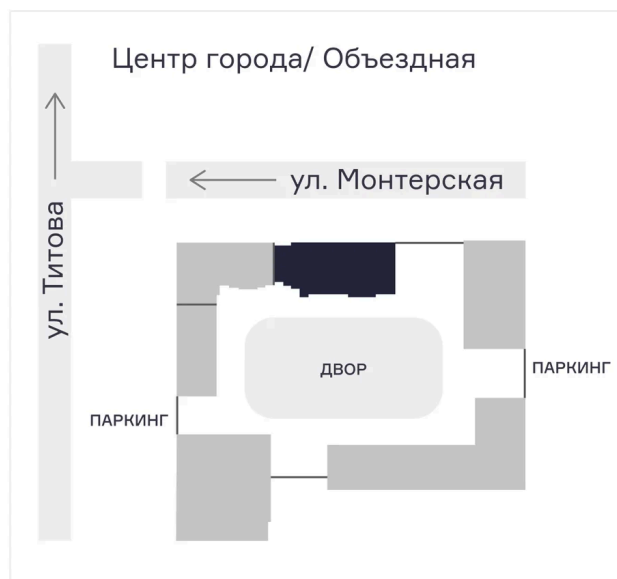 Центр города/ Объездная
ул. Монтерская
ул. Титова
ДВОР
ПАРКИНГ
ПАРКИНГ